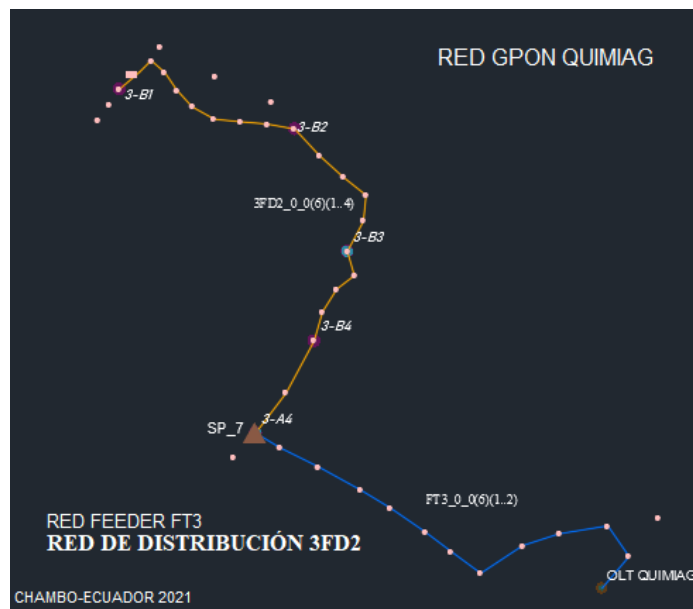 RED GPON QUIMIAG
3-B1
3-B2
3FD2_0_0(6)(1..4)
3-B3
3-B4
3-A4
SP_7
FT3_0_0(6)(1..2)
RED FEEDER FT3
RED DE DISTRIBUCIÓN 3FD2
OLT QUIMIAG
CHAMBO-ECUADOR 2021